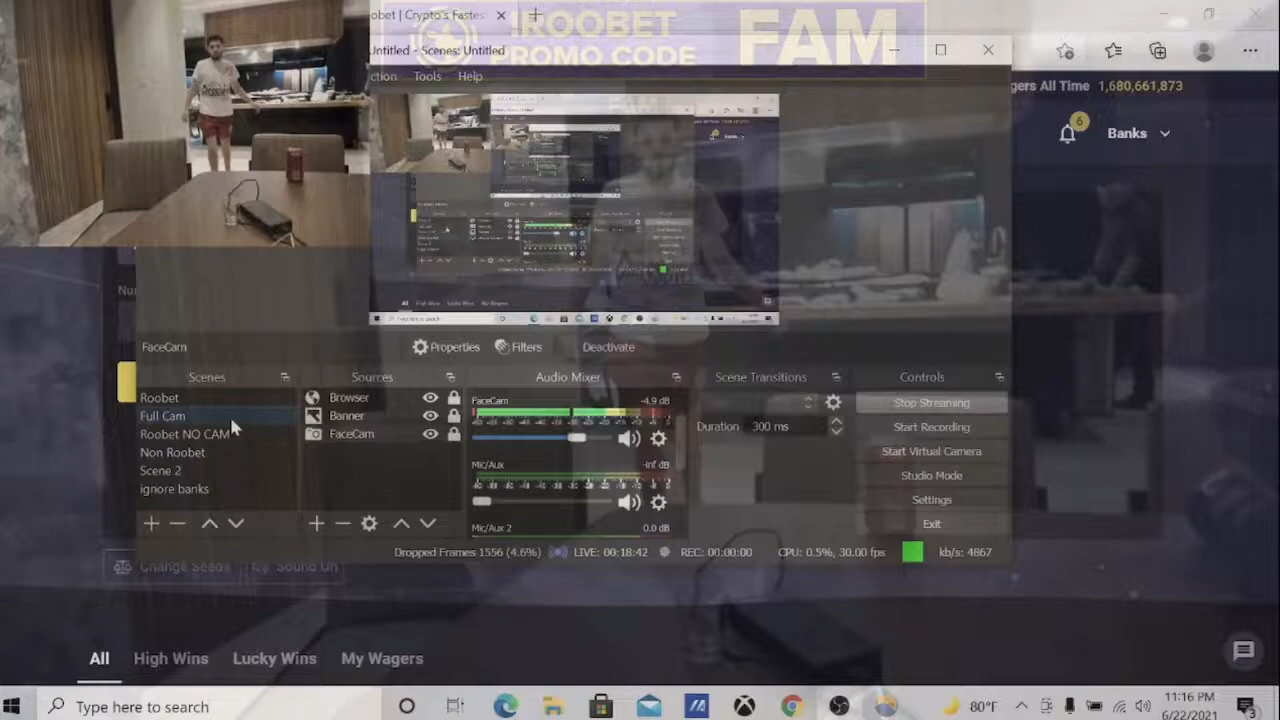 oobet | Crypto's Fastes
!ROOBET
PROMO CODE
FAM
Untitled - Scenes: Untitled
ction Tools Help
gers All Time 1,680,661,873
6
Banks
FaceCam
Properties
Filters
Deactivate
Scenes
Sources
Audio Mixer
Scene Transitions
Controls
Roobet
Full Cam
Roobet NO CAM
Non Roobet
Scene 2
ignore banks
Browser
Banner
FaceCam
FaceCam -4.9 dB
Mic/Aux -inf dB
Mic/Aux 2 0.0 dB
Duration 300 ms
Stop Streaming
Start Recording
Start Virtual Camera
Studio Mode
Settings
Exit
Dropped Frames 1556 (4.6%) LIVE: 00:18:42 REC: 00:00:00 CPU: 0.5%, 30.00 fps kb/s: 4867
Change Seeds Sound On
All High Wins Lucky Wins My Wagers
Type here to search
80°F
11:16 PM
6/22/2021
3